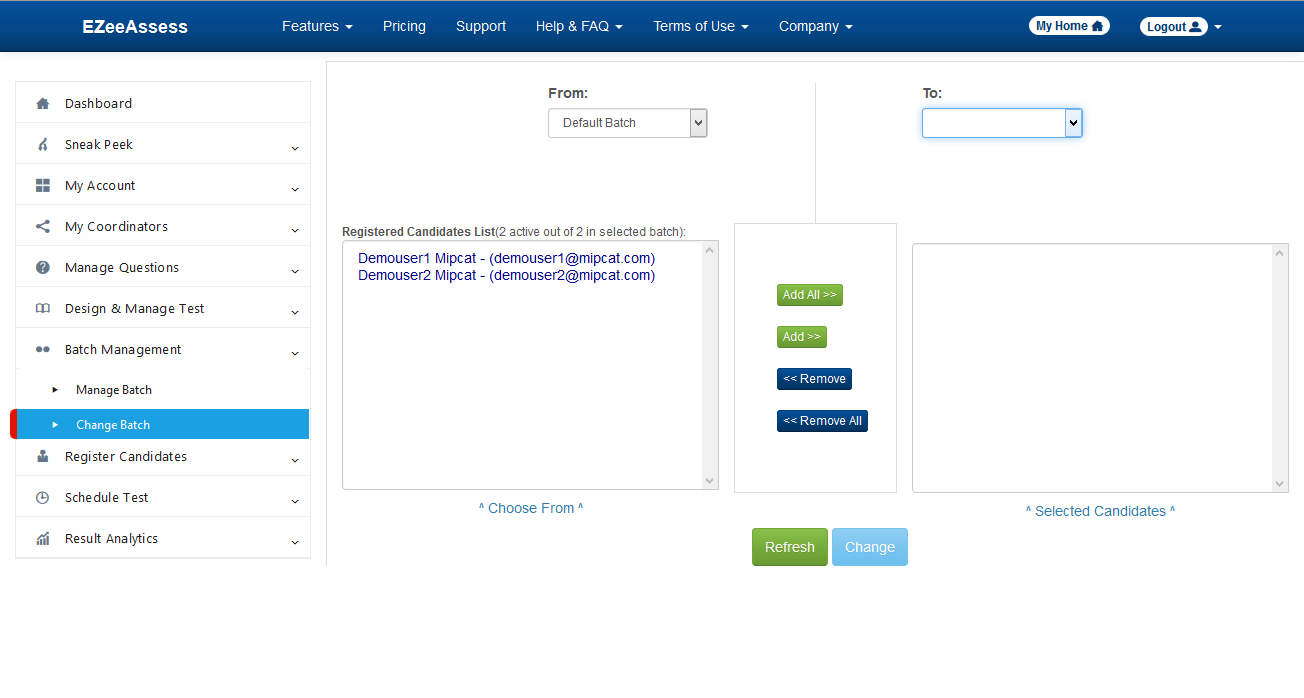 EZeeAssess
Features
Pricing
Support
Help & FAQ
Terms of Use
Company
My Home
Logout
Dashboard
Sneak Peek
My Account
My Coordinators
Manage Questions
Design & Manage Test
Batch Management
Manage Batch
Change Batch
Register Candidates
Schedule Test
Result Analytics
From:
Default Batch
To:
Registered Candidates List(2 active out of 2 in selected batch):
Demouser1 Mipcat - (demouser1@mipcat.com)
Demouser2 Mipcat - (demouser2@mipcat.com)
^ Choose From ^
Add All >>
Add >>
<< Remove
<< Remove All
^ Selected Candidates ^
Refresh
Change